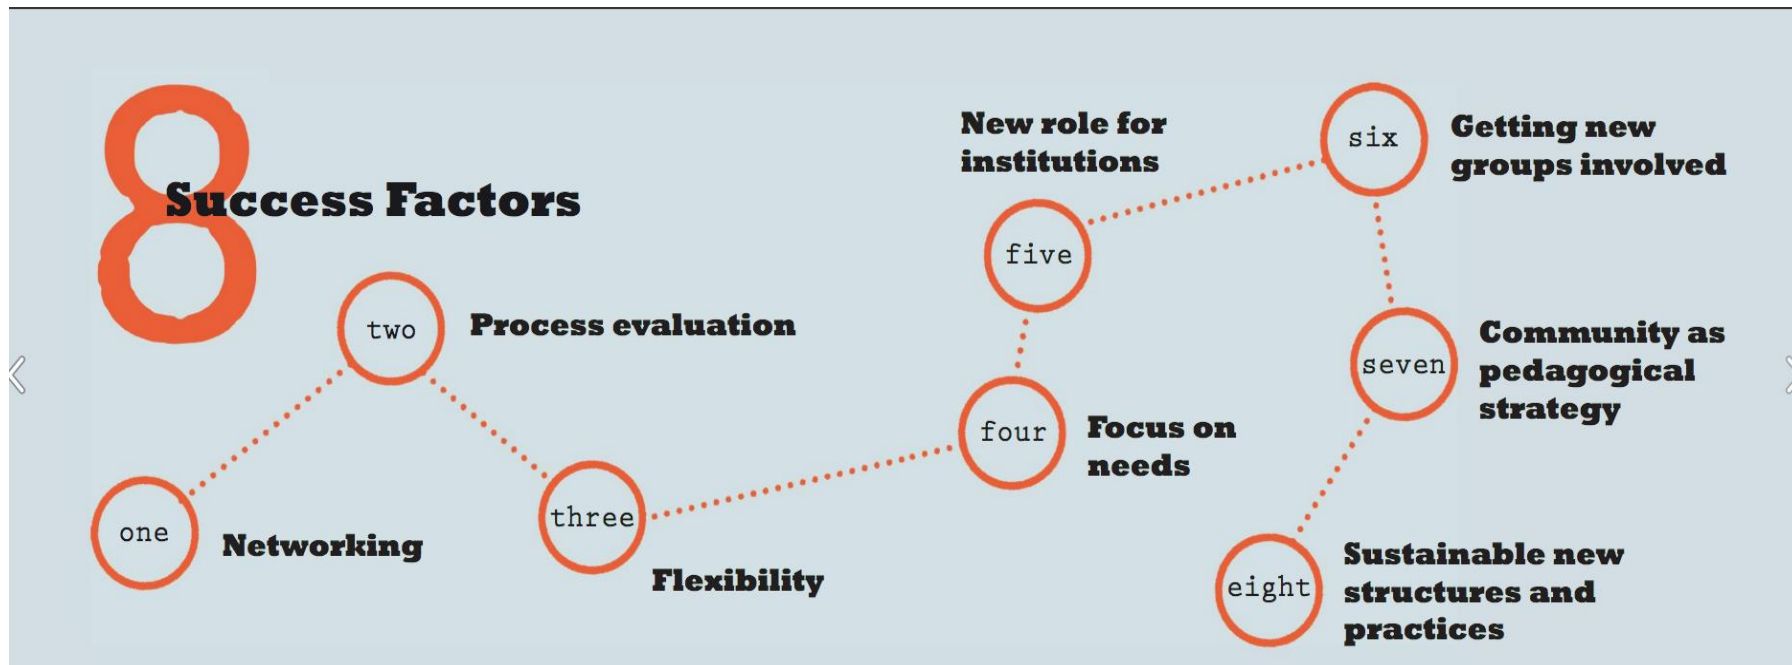 8
Success Factors
one
Networking
two
Process evaluation
three
Flexibility
four
Focus on
needs
five
New role for
institutions
six
Getting new
groups involved
seven
Community as
pedagogical
strategy
eight
Sustainable new
structures and
practices